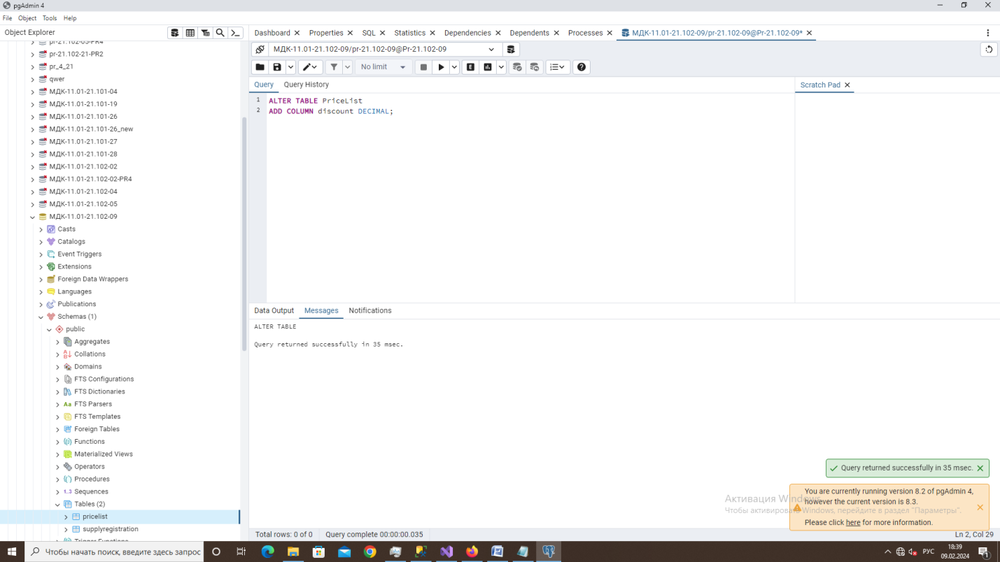 pgAdmin 4
File Object Tools Help
Object Explorer
Dashboard Properties SQL Statistics Dependencies Dependents Processes МДК-11.01-21.102-09/pr-21.102-09@Pr-21.102-09*
pr-21.102-05-PR4
pr-21.102-21-PR2
pr_4_21
qwer
МДК-11.01-21.101-04
МДК-11.01-21.101-19
МДК-11.01-21.101-26
МДК-11.01-21.101-26_new
МДК-11.01-21.101-27
МДК-11.01-21.101-28
МДК-11.01-21.102-02
МДК-11.01-21.102-02-PR4
МДК-11.01-21.102-04
МДК-11.01-21.102-05
МДК-11.01-21.102-09
Casts
Catalogs
Event Triggers
Extensions
Foreign Data Wrappers
Languages
Publications
Schemas (1)
public
Aggregates
Collations
Domains
FTS Configurations
FTS Dictionaries
FTS Parsers
FTS Templates
Foreign Tables
Functions
Materialized Views
Operators
Procedures
1..3 Sequences
Tables (2)
pricelist
supplyregistration
Trigger Functions
МДК-11.01-21.102-09/pr-21.102-09@Pr-21.102-09
No limit
Query Query History
Scratch Pad
1 ALTER TABLE PriceList
2 ADD COLUMN discount DECIMAL;
Data Output Messages Notifications
ALTER TABLE
Query returned successfully in 35 msec.
Query returned successfully in 35 msec.
You are currently running version 8.2 of pgAdmin 4,
however the current version is 8.3.
Please click here for more information.
Активация Windows
Чтобы активировать Windows, перейдите в раздел "Параметры".
Total rows: 0 of 0 Query complete 00:00:00.035 Ln 2, Col 29
Чтобы начать поиск, введите здесь запрос
РУС
18:39
09.02.2024